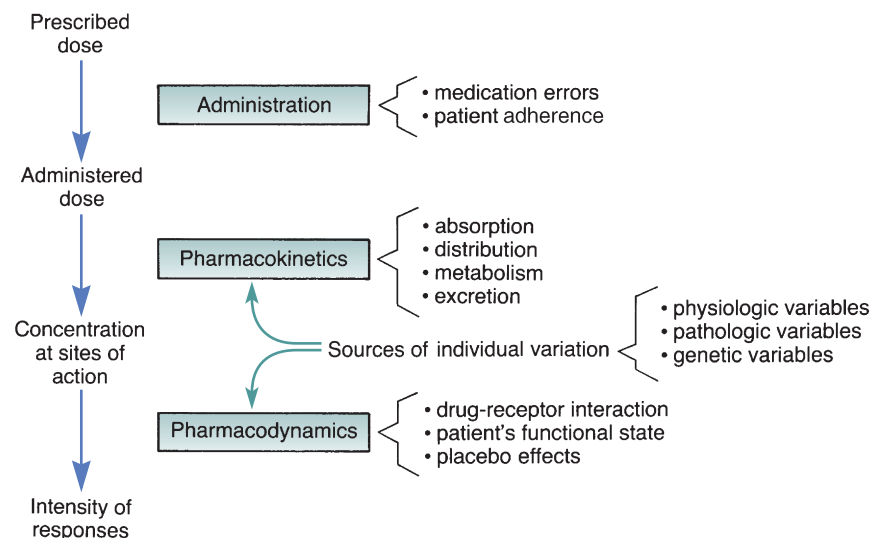 Prescribed
dose
Administration
• medication errors
• patient adherence
Administered
dose
Pharmacokinetics
• absorption
• distribution
• metabolism
• excretion
Concentration
at sites of
action
Sources of individual variation
• physiologic variables
• pathologic variables
• genetic variables
Pharmacodynamics
• drug-receptor interaction
• patient’s functional state
• placebo effects
Intensity of
responses